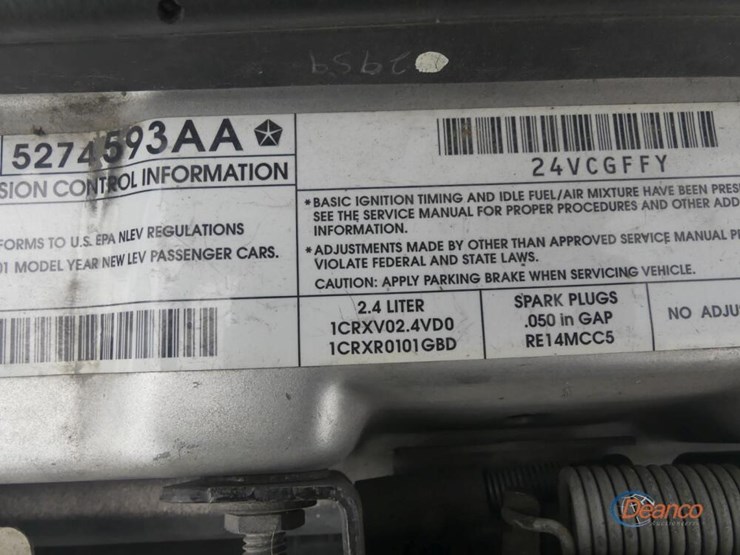 2959
5274593AA
24VCGFFY
SION CONTROL INFORMATION
FORMS TO U.S. EPA NLEV REGULATIONS
01 MODEL YEAR NEW LEV PASSENGER CARS.
*BASIC IGNITION TIMING AND IDLE FUEL/AIR MIXTURE HAVE BEEN PRES
SEE THE SERVICE MANUAL FOR PROPER PROCEDURES AND OTHER ADD
INFORMATION.
*ADJUSTMENTS MADE BY OTHER THAN APPROVED SERVICE MANUAL P
VIOLATE FEDERAL AND STATE LAWS.
CAUTION: APPLY PARKING BRAKE WHEN SERVICING VEHICLE.
2.4 LITER
1CRXV02.4VD0
1CRXR0101GBD
SPARK PLUGS
.050 in GAP
RE14MCC5
NO ADJU
Deanco
Auctioneers